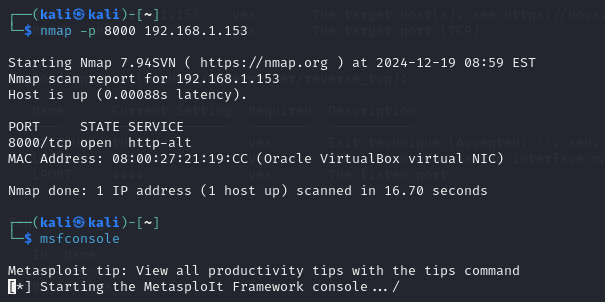 ┌──(kali㉿kali)-[~]
└─$ nmap -p 8000 192.168.1.153
Starting Nmap 7.94SVN ( https://nmap.org ) at 2024-12-19 08:59 EST
Nmap scan report for 192.168.1.153
Host is up (0.00088s latency).
PORT     STATE SERVICE
8000/tcp open  http-alt
MAC Address: 08:00:27:21:19:CC (Oracle VirtualBox virtual NIC)
Nmap done: 1 IP address (1 host up) scanned in 16.70 seconds
┌──(kali㉿kali)-[~]
└─$ msfconsole
Metasploit tip: View all productivity tips with the tips command
[*] Starting the MetasploIt Framework console.../